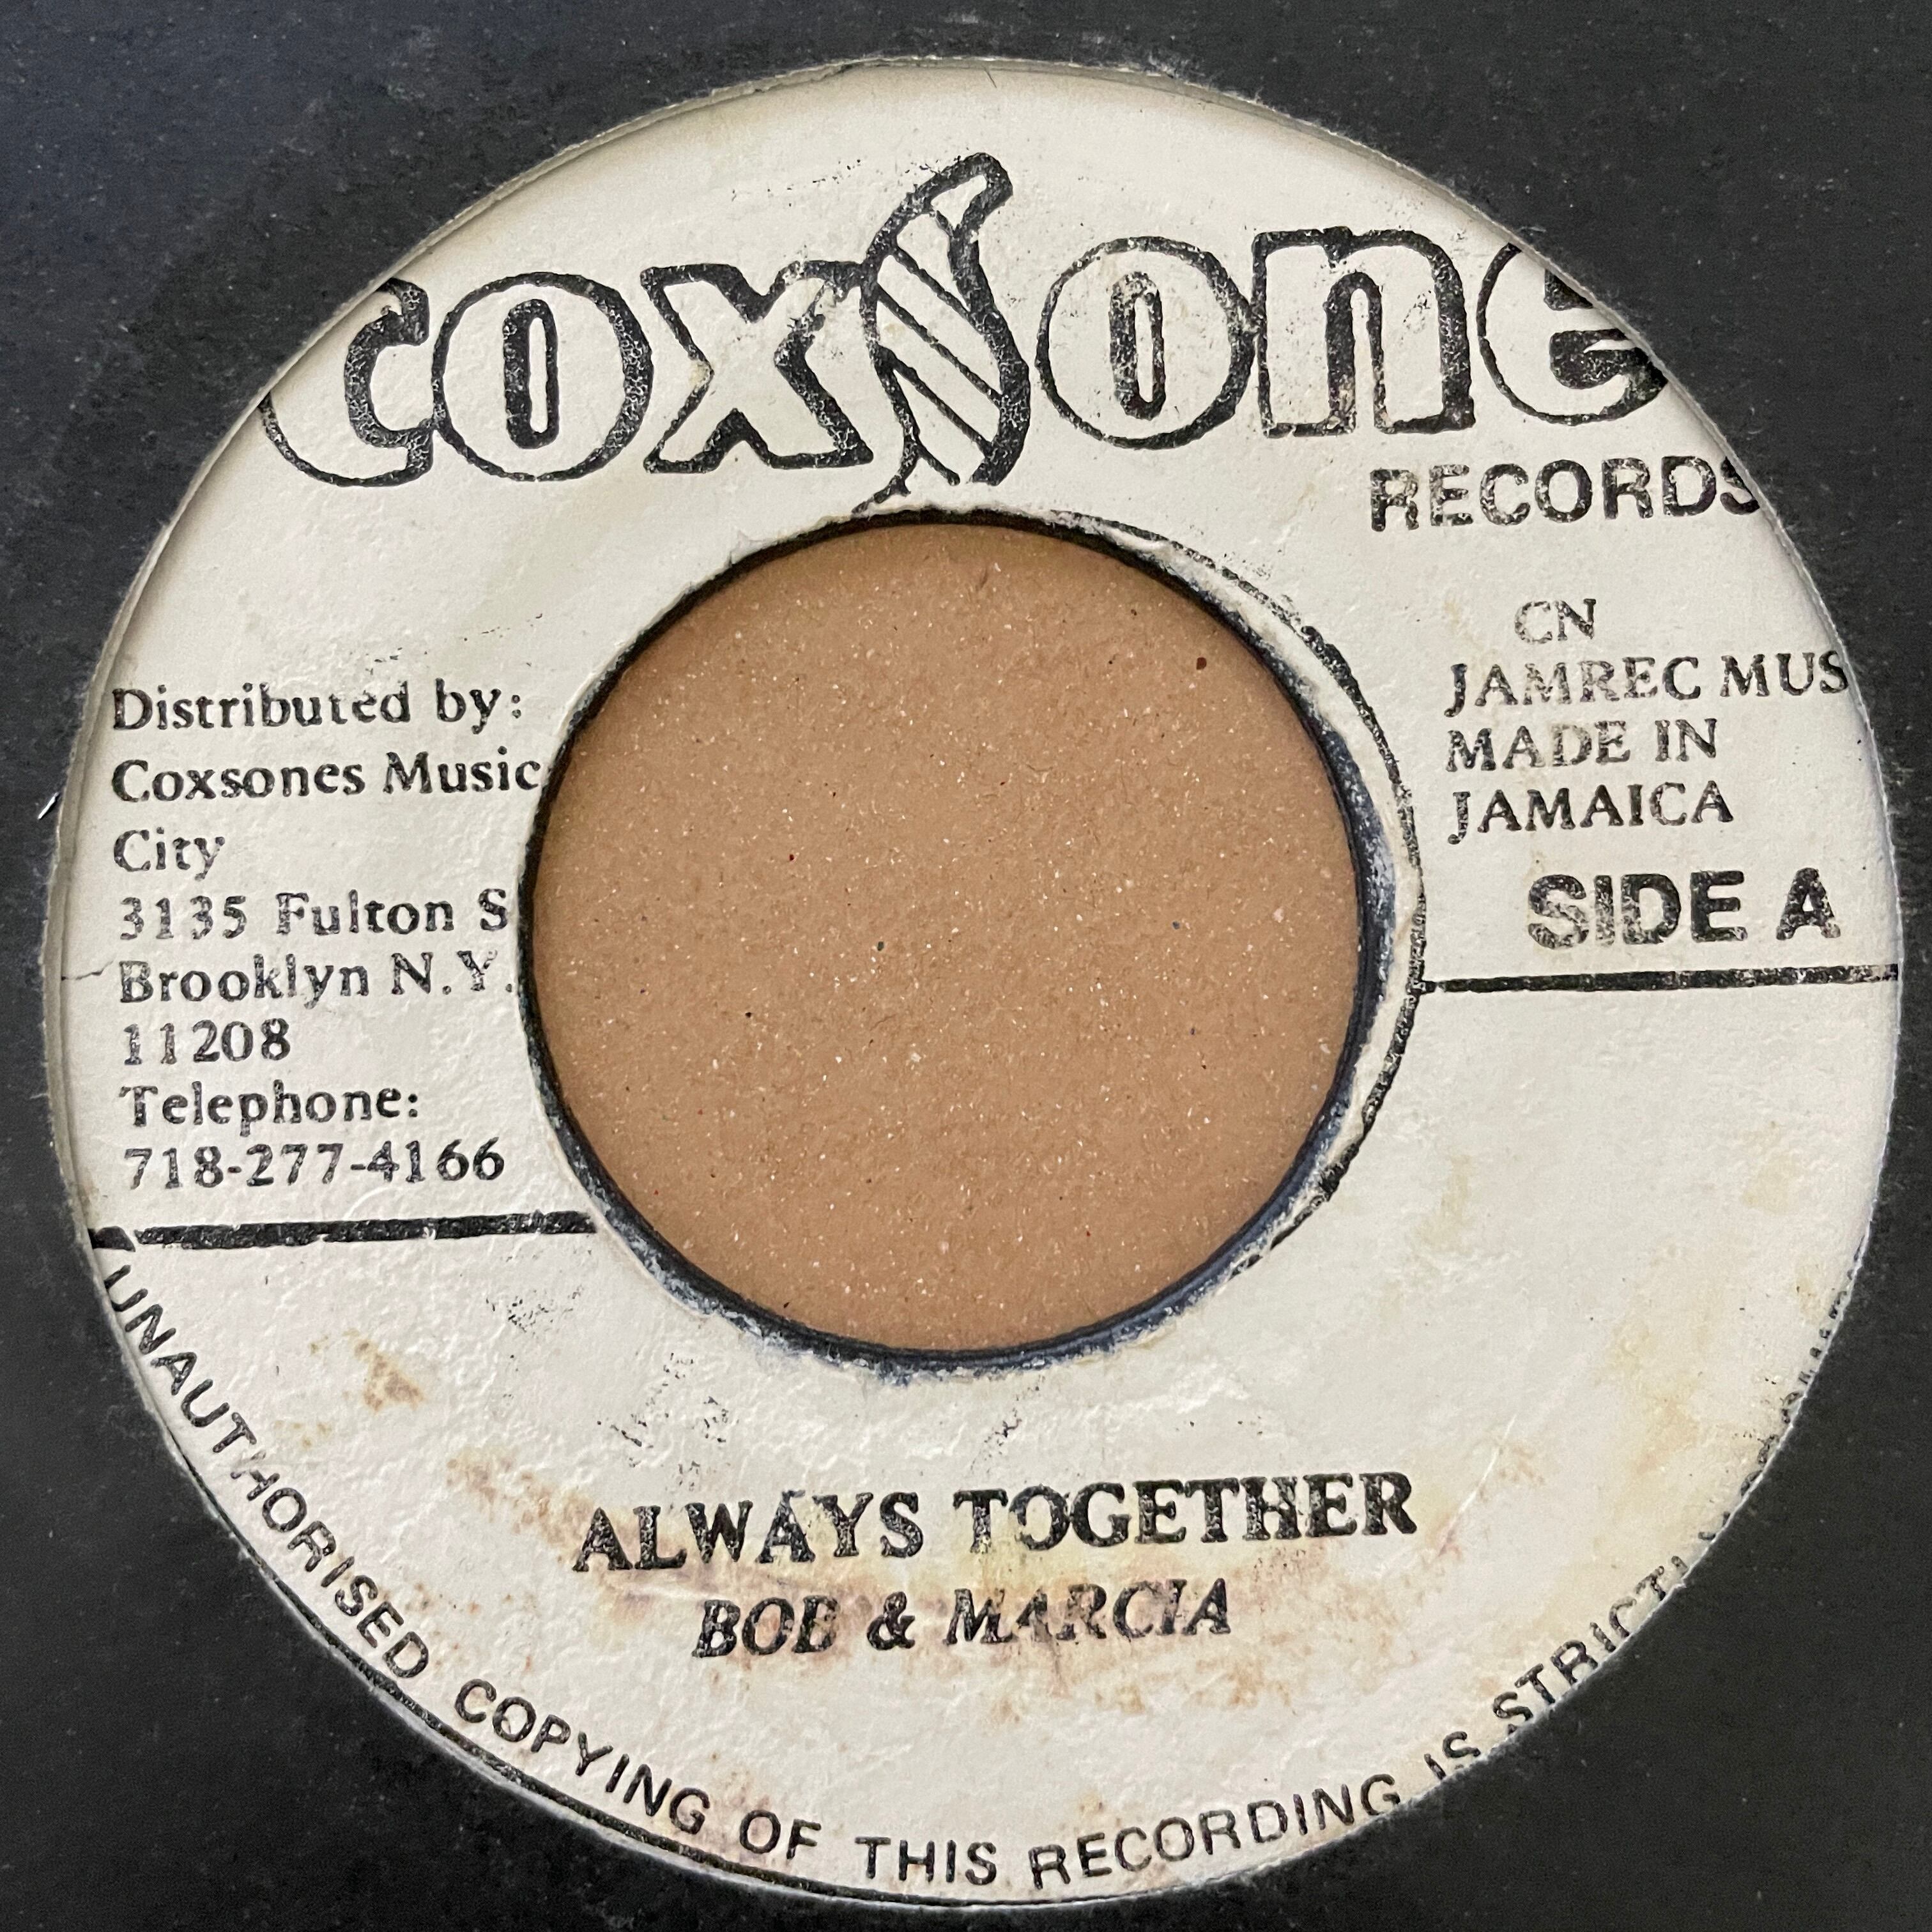 Coxsone
RECORDS
Distributed by:
Coxsones Music
City
3135 Fulton S
Brooklyn N.Y.
11208
Telephone:
718-277-4166
CN
JAMREC MUS
MADE IN
JAMAICA
SIDE A
ALWAYS TOGETHER
BOB & MARCIA
UNAUTHORISED COPYING OF THIS RECORDING IS STRICTL